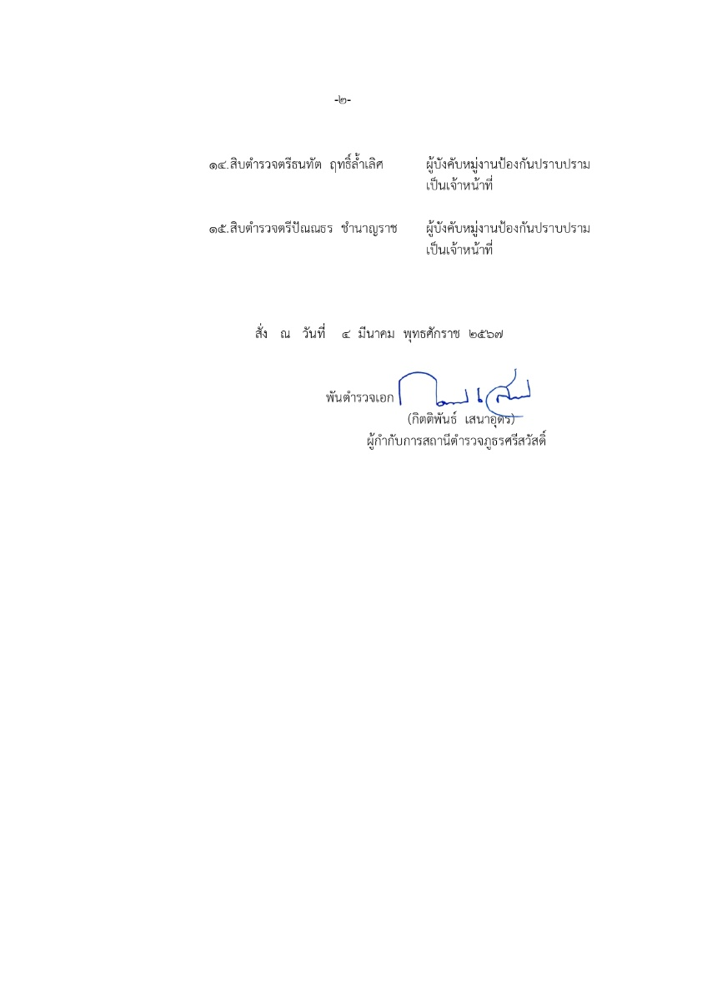 -๒-
๑๔.สิบตำรวจตรีธนทัต ฤทธิ์ล้ำเลิศ ผู้บังคับหมู่งานป้องกันปราบปราม
เป็นเจ้าหน้าที่
๑๕.สิบตำรวจตรีปัณณธร ชำนาญราช ผู้บังคับหมู่งานป้องกันปราบปราม
เป็นเจ้าหน้าที่
สั่ง ณ วันที่ ๔ มีนาคม พุทธศักราช ๒๕๖๗
พันตำรวจเอก
(กิตติพันธ์ เสนาอุดร)
ผู้กำกับการสถานีตำรวจภูธรศรีสวัสดิ์